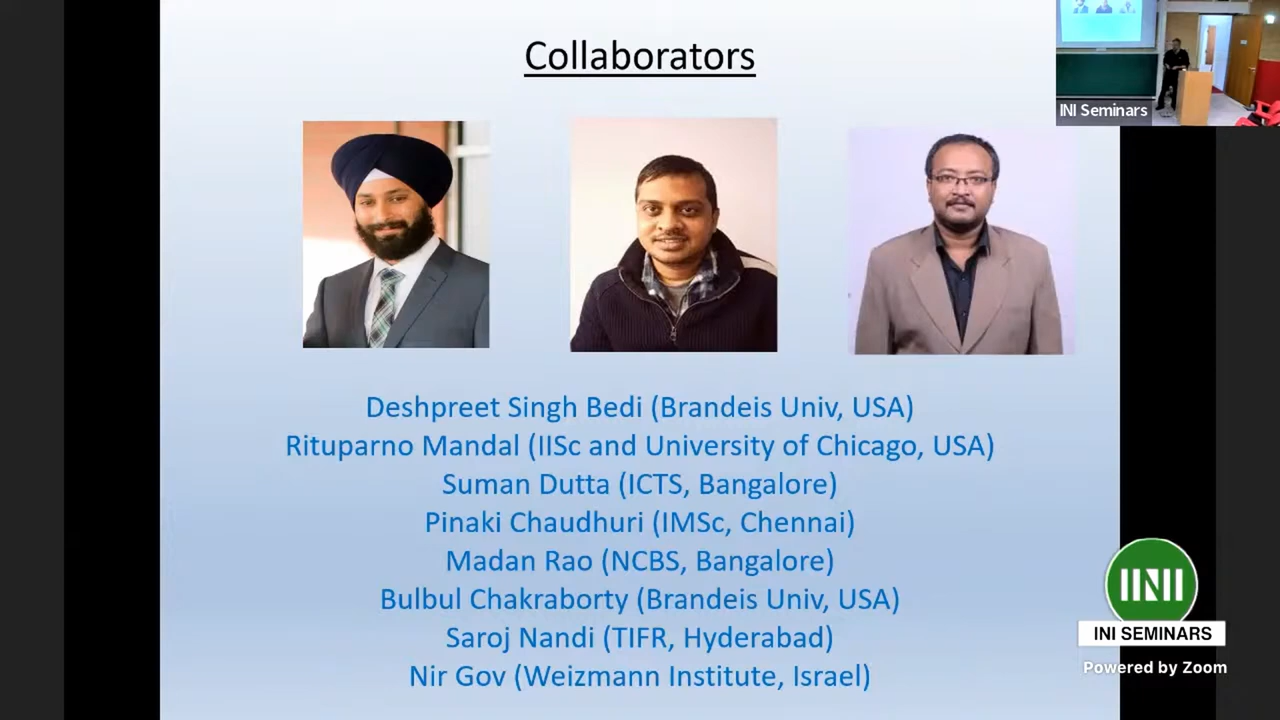 Collaborators
INI Seminars
Deshpreet Singh Bedi (Brandeis Univ, USA)
Rituparno Mandal (IISc and University of Chicago, USA)
Suman Dutta (ICTS, Bangalore)
Pinaki Chaudhuri (IMSc, Chennai)
Madan Rao (NCBS, Bangalore)
Bulbul Chakraborty (Brandeis Univ, USA)
Saroj Nandi (TIFR, Hyderabad)
Nir Gov (Weizmann Institute, Israel)
INI
INI SEMINARS
Powered by Zoom